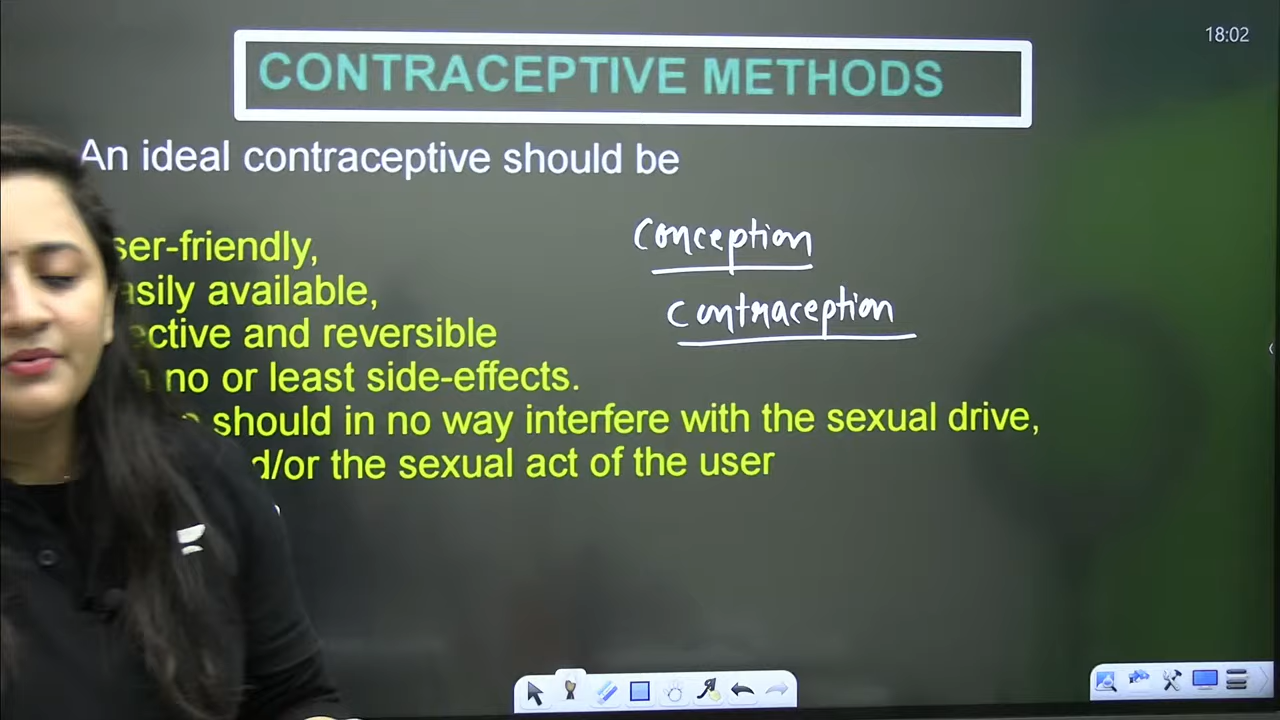 18:02
CONTRACEPTIVE METHODS
An ideal contraceptive should be
ser-friendly,
asily available,
ective and reversible
no or least side-effects.
should in no way interfere with the sexual drive,
d/or the sexual act of the user
Conception
Contraception